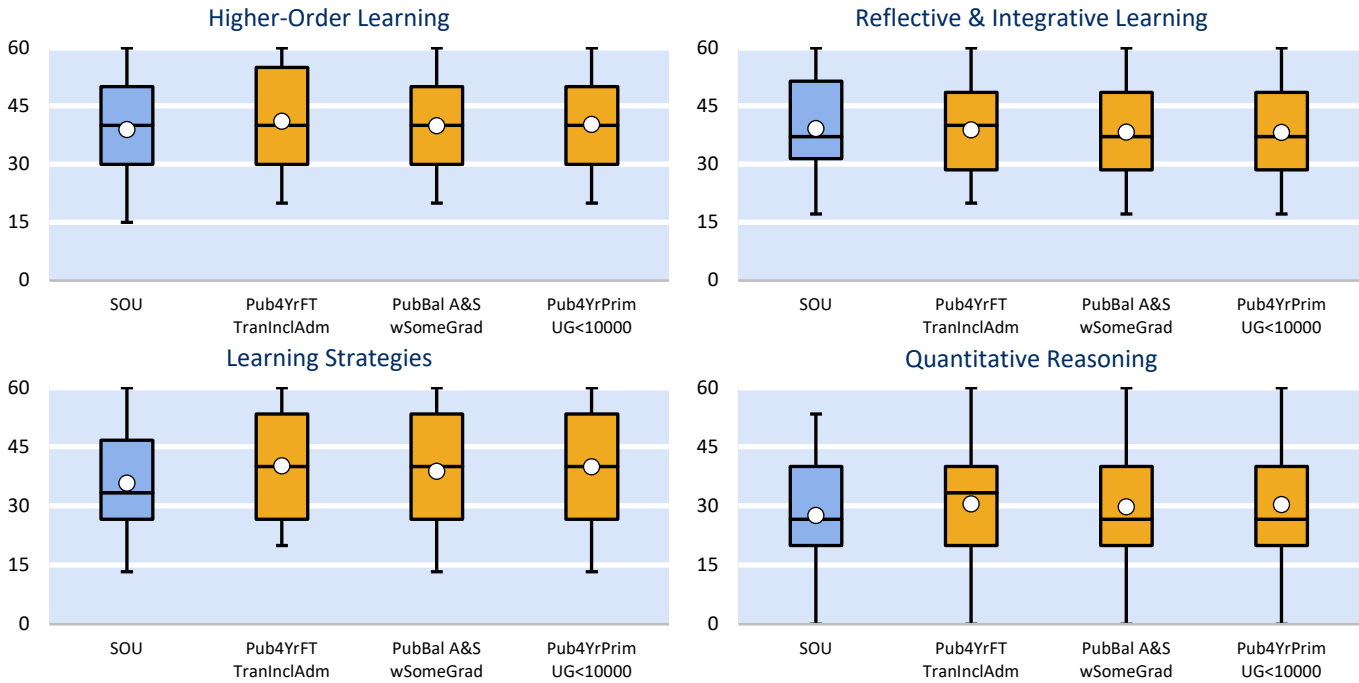 Higher-Order Learning
60
45
30
15
0
SOU
Pub4YrFT TranInclAdm
PubBal A&S wSomeGrad
Pub4YrPrim UG<10000
Reflective & Integrative Learning
60
45
30
15
0
SOU
Pub4YrFT TranInclAdm
PubBal A&S wSomeGrad
Pub4YrPrim UG<10000
Learning Strategies
60
45
30
15
0
SOU
Pub4YrFT TranInclAdm
PubBal A&S wSomeGrad
Pub4YrPrim UG<10000
Quantitative Reasoning
60
45
30
15
0
SOU
Pub4YrFT TranInclAdm
PubBal A&S wSomeGrad
Pub4YrPrim UG<10000